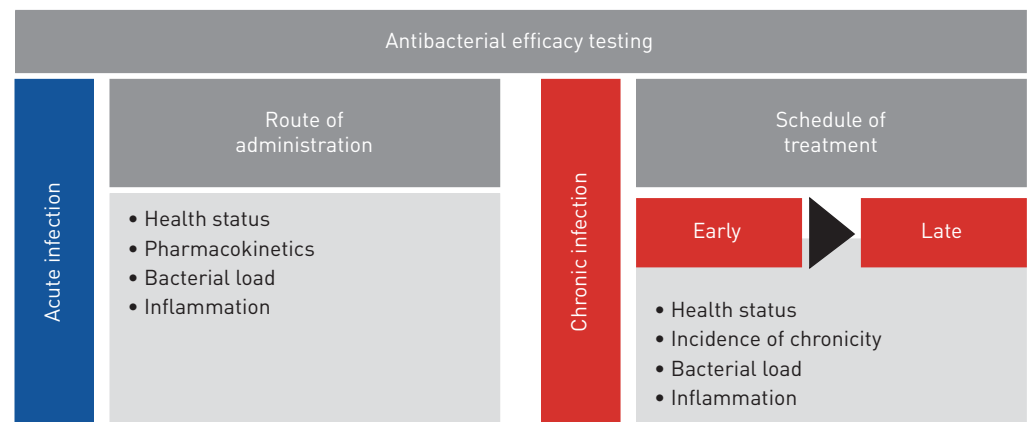 Antibacterial efficacy testing
Acute infection
Route of
administration
• Health status
• Pharmacokinetics
• Bacterial load
• Inflammation
Chronic infection
Schedule of
treatment
Early
Late
• Health status
• Incidence of chronicity
• Bacterial load
• Inflammation